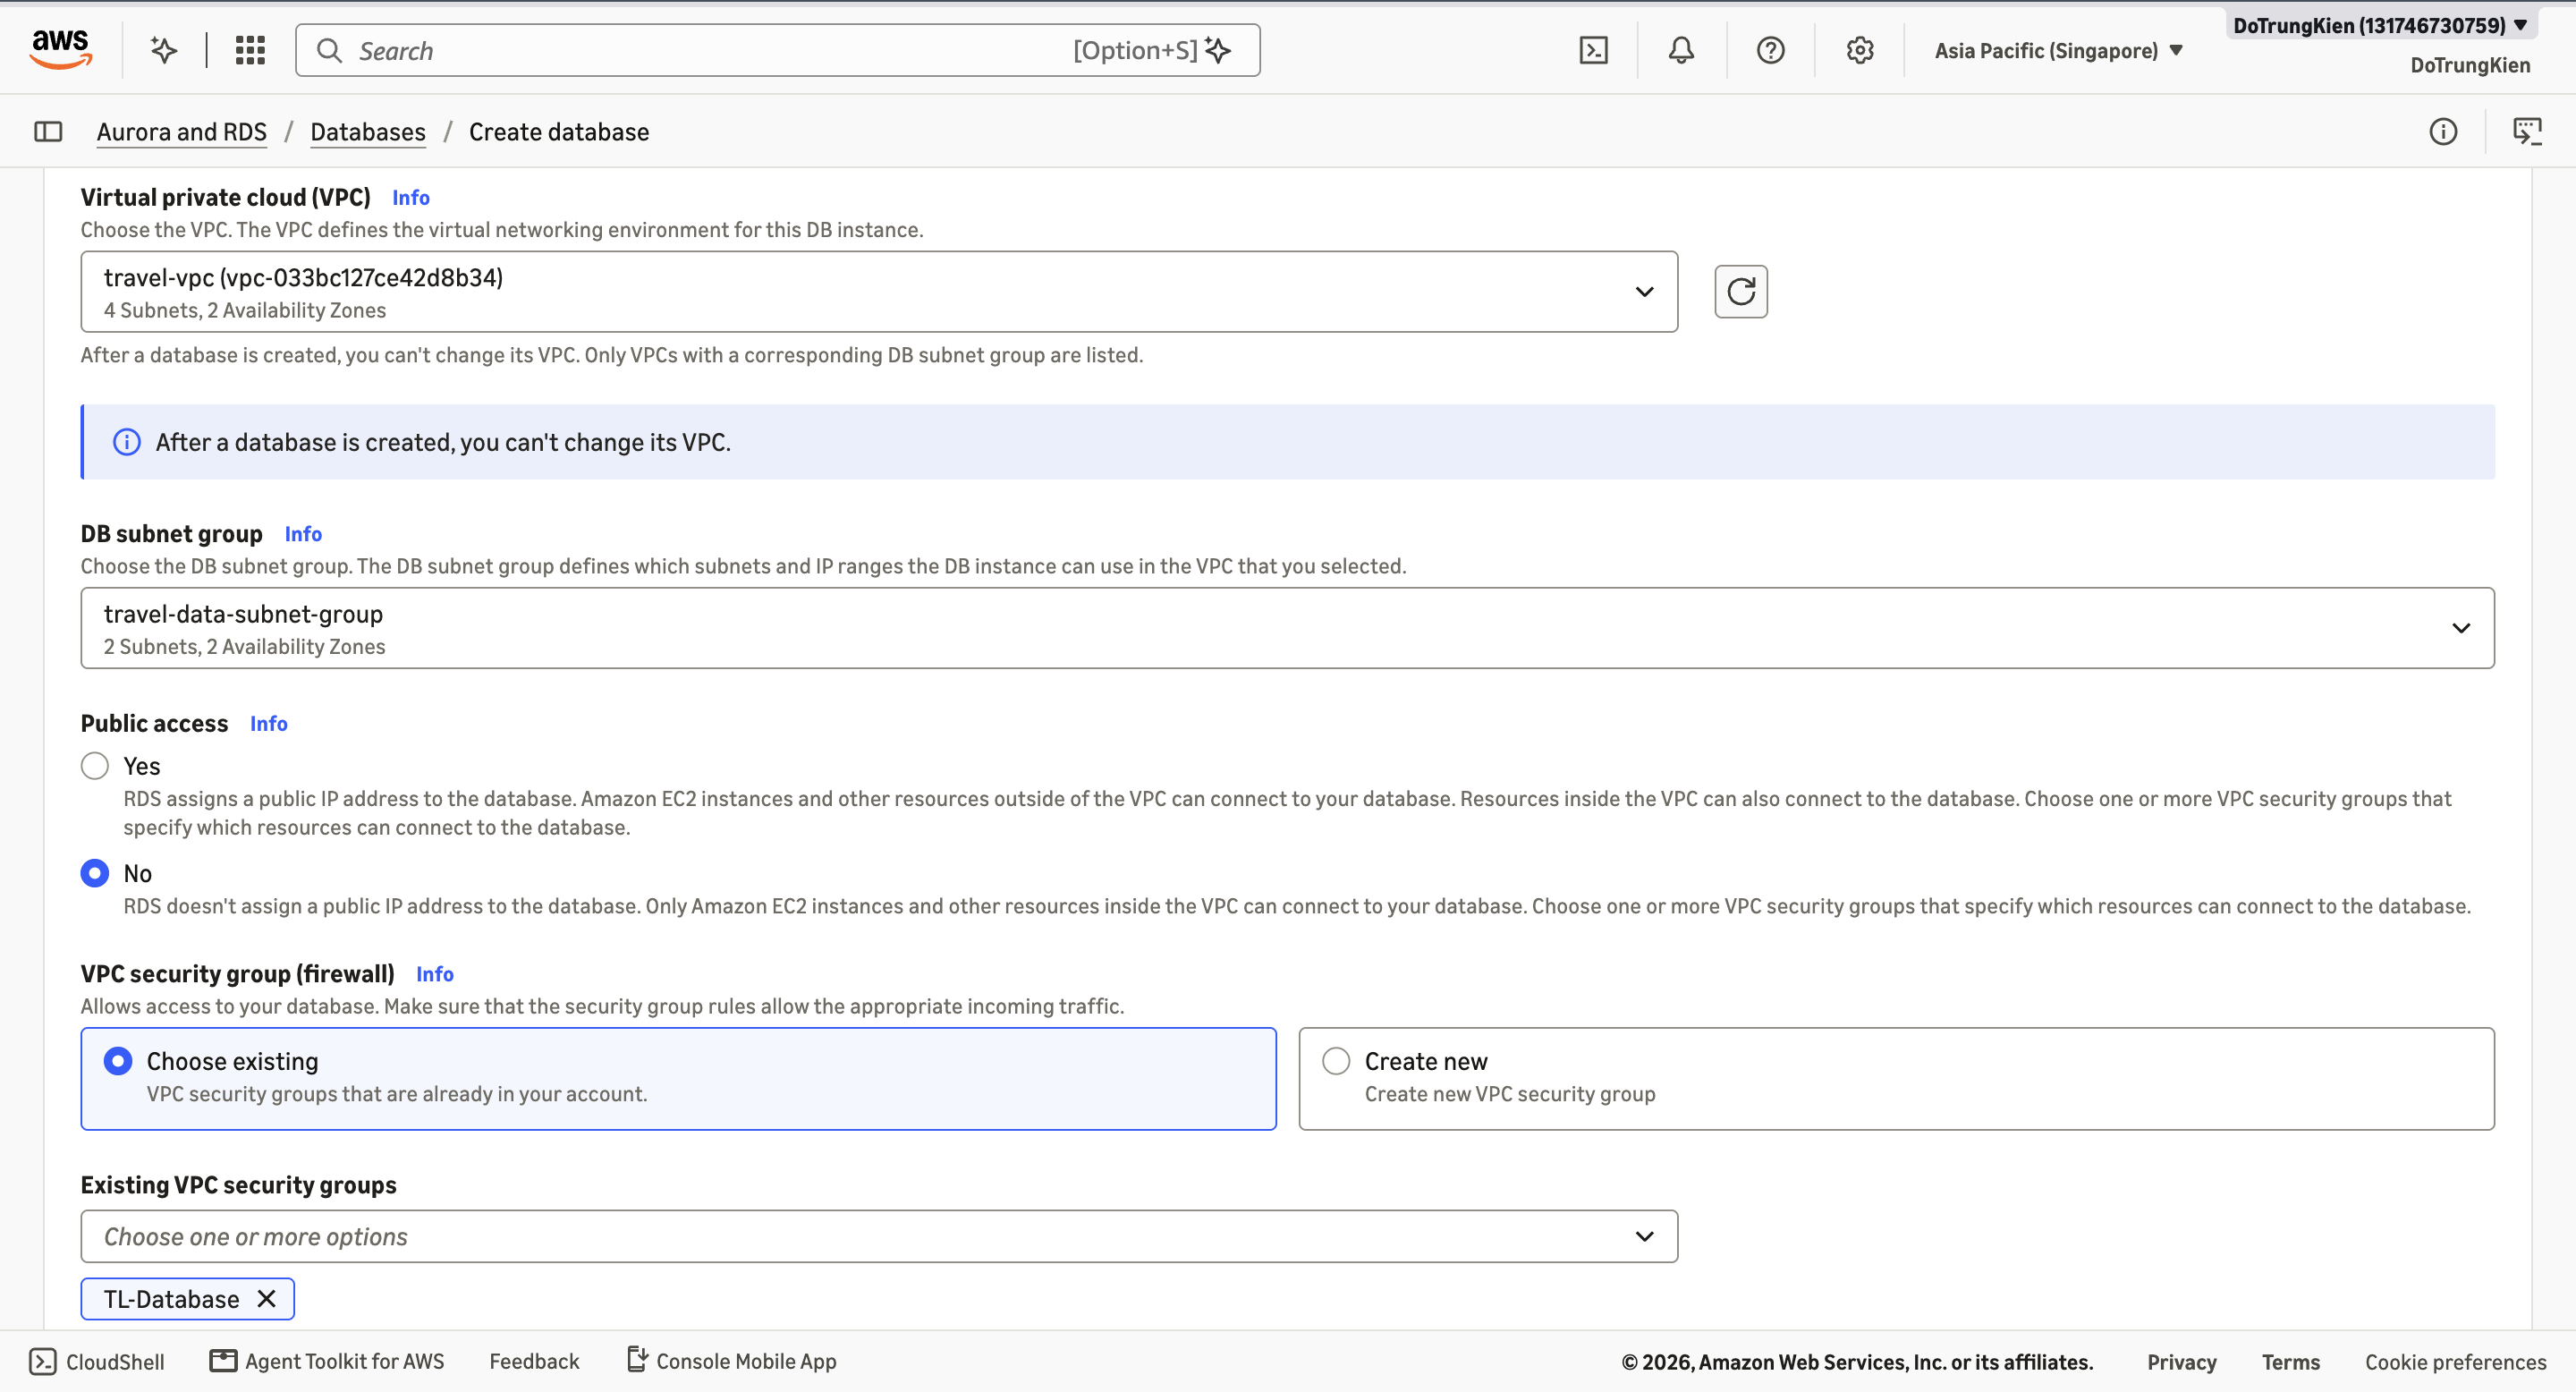 aws
Search
[Option+S]
Asia Pacific (Singapore)
DoTrungKien (131746730759)
DoTrungKien
Aurora and RDS / Databases / Create database
Virtual private cloud (VPC) Info
Choose the VPC. The VPC defines the virtual networking environment for this DB instance.
travel-vpc (vpc-033bc127ce42d8b34)
4 Subnets, 2 Availability Zones
After a database is created, you can't change its VPC. Only VPCs with a corresponding DB subnet group are listed.
After a database is created, you can't change its VPC.
DB subnet group Info
Choose the DB subnet group. The DB subnet group defines which subnets and IP ranges the DB instance can use in the VPC that you selected.
travel-data-subnet-group
2 Subnets, 2 Availability Zones
Public access Info
Yes
RDS assigns a public IP address to the database. Amazon EC2 instances and other resources outside of the VPC can connect to your database. Resources inside the VPC can also connect to the database. Choose one or more VPC security groups that
specify which resources can connect to the database.
No
RDS doesn't assign a public IP address to the database. Only Amazon EC2 instances and other resources inside the VPC can connect to your database. Choose one or more VPC security groups that specify which resources can connect to the database.
VPC security group (firewall) Info
Allows access to your database. Make sure that the security group rules allow the appropriate incoming traffic.
Choose existing
VPC security groups that are already in your account.
Create new
Create new VPC security group
Existing VPC security groups
Choose one or more options
TL-Database
CloudShell
Agent Toolkit for AWS
Feedback
Console Mobile App
© 2026, Amazon Web Services, Inc. or its affiliates.
Privacy
Terms
Cookie preferences